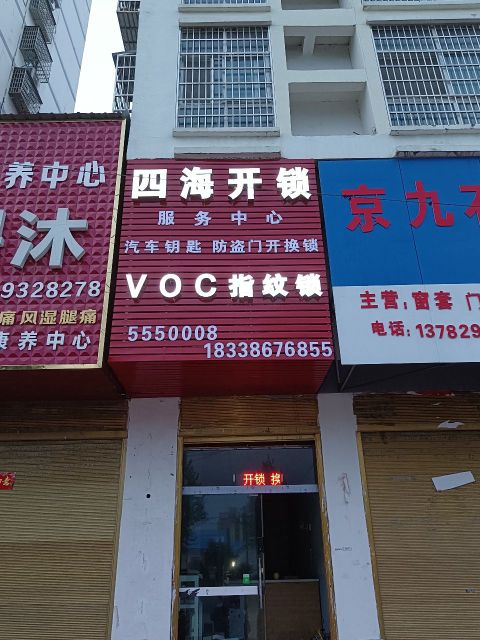 养中心
沐
9328278
痛风湿腿痛
康养中心
四海开锁
服务中心
汽车钥匙 防盗门开换锁
VOC指纹锁
5550008
18338676855
京九
主营:窗套 门
电话:137829
开锁 换